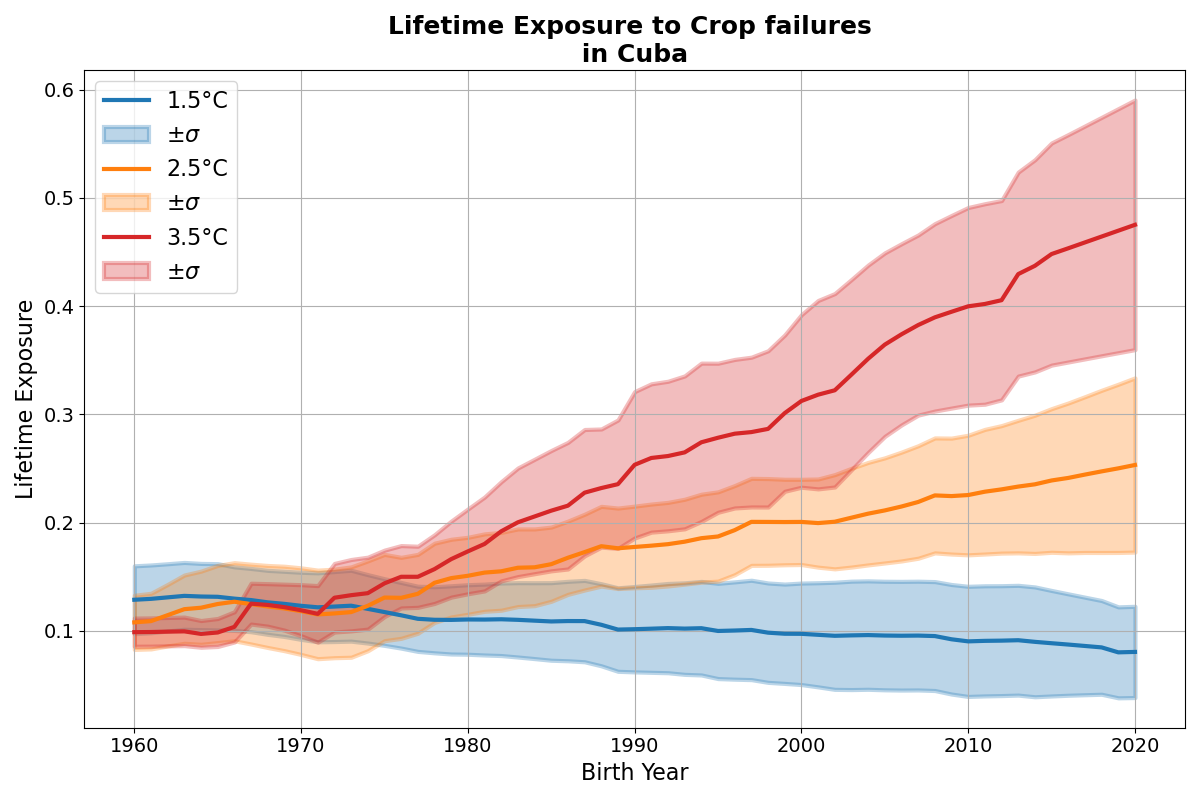 Lifetime Exposure to Crop failures
in Cuba
1.5°C
±σ
2.5°C
±σ
3.5°C
±σ
Lifetime Exposure
0.6
0.5
0.4
0.3
0.2
0.1
1960 1970 1980 1990 2000 2010 2020
Birth Year